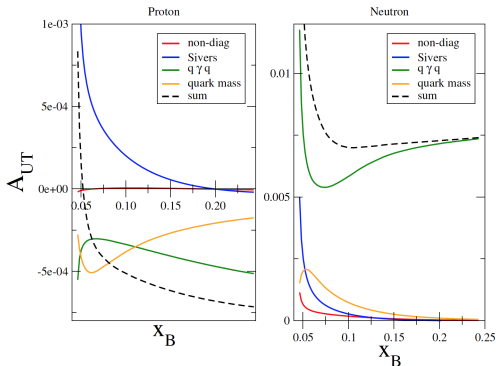 Proton
Neutron
1e-03
5e-04
0e+00
-5e-04
A_UT
0.05
0.10
0.15
0.20
x_B
non-diag
Sivers
q γ q
quark mass
sum
0.01
0.005
0
0.05
0.1
0.15
0.2
0.25
x_B
non-diag
Sivers
q γ q
quark mass
sum